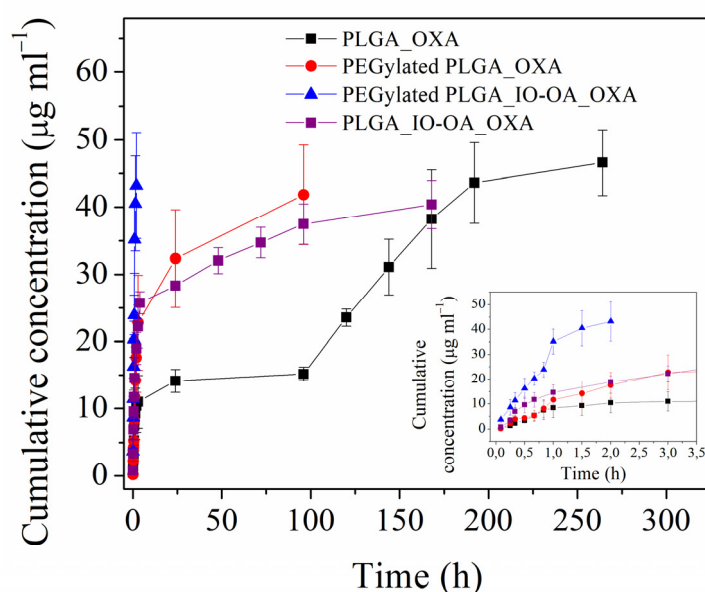 Cumulative concentration (µg ml⁻¹)
60
50
40
30
20
10
0
PLGA_OXA
PEGylated PLGA_OXA
PEGylated PLGA_IO-OA_OXA
PLGA_IO-OA_OXA
Cumulative
concentration (µg ml⁻¹)
50
40
30
20
10
0
0,0 0,5 1,0 1,5 2,0 2,5 3,0 3,5
Time (h)
0 50 100 150 200 250 300
Time (h)